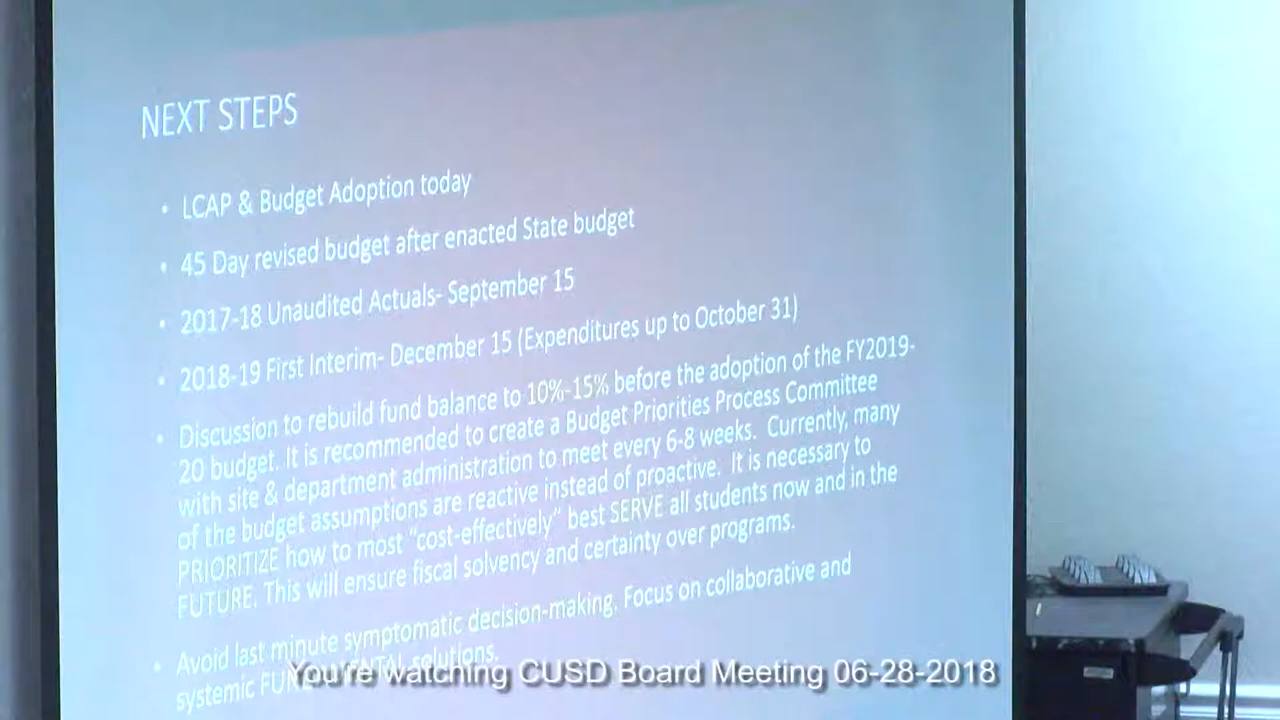 NEXT STEPS
• LCAP & Budget Adoption today
• 45 Day revised budget after enacted State budget
• 2017-18 Unaudited Actuals- September 15
• 2018-19 First Interim- December 15 (Expenditures up to October 31)
• Discussion to rebuild fund balance to 10%-15% before the adoption of the FY2019-
20 budget. It is recommended to create a Budget Priorities Process Committee
with site & department administration to meet every 6-8 weeks. Currently, many
of the budget assumptions are reactive instead of proactive. It is necessary to
PRIORITIZE how to most "cost-effectively" best SERVE all students now and in the
FUTURE. This will ensure fiscal solvency and certainty over programs.
• Avoid last minute symptomatic decision-making. Focus on collaborative and
systemic solutions.
You're watching CUSD Board Meeting 06-28-2018